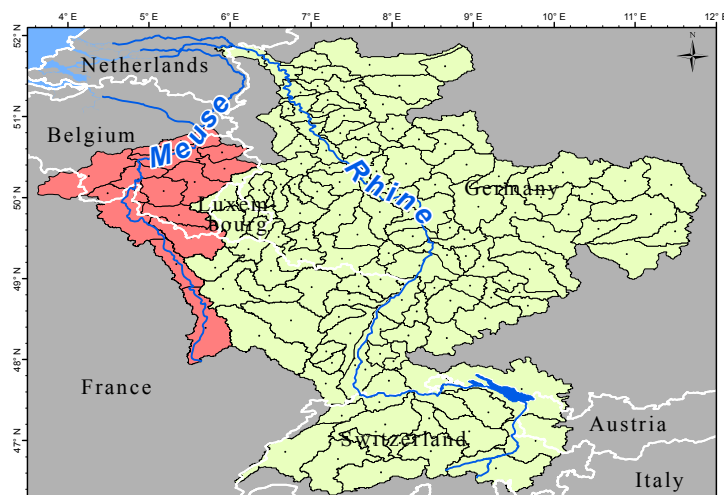 4° E 5° E 6° E 7° E 8° E 9° E 10° E 11° E 12° E
52° N
N
Netherlands
51° N
Belgium
Meuse
Rhine
50° N
Germany
Luxem
bourg
49° N
48° N
France
47° N
Switzerland
Austria
Italy